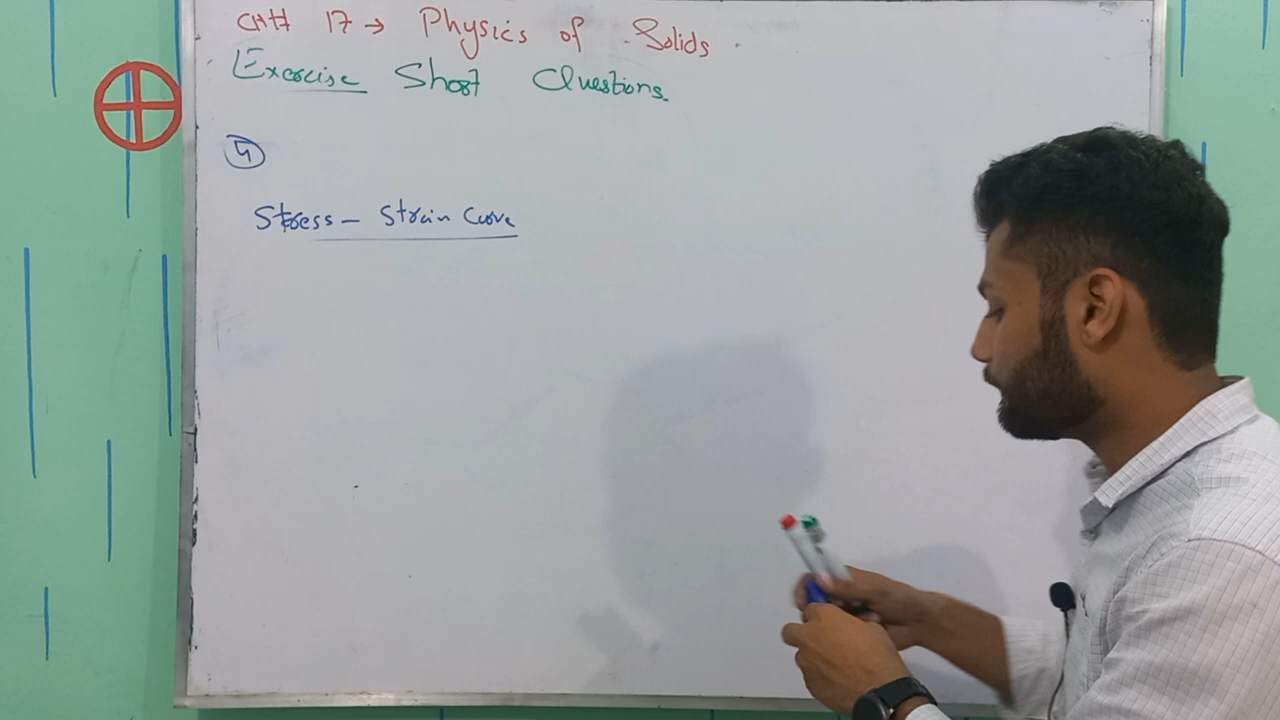 CH# 17 → Physics of Solids.
Exercise Short Questions.
4
Stress - Strain Curve